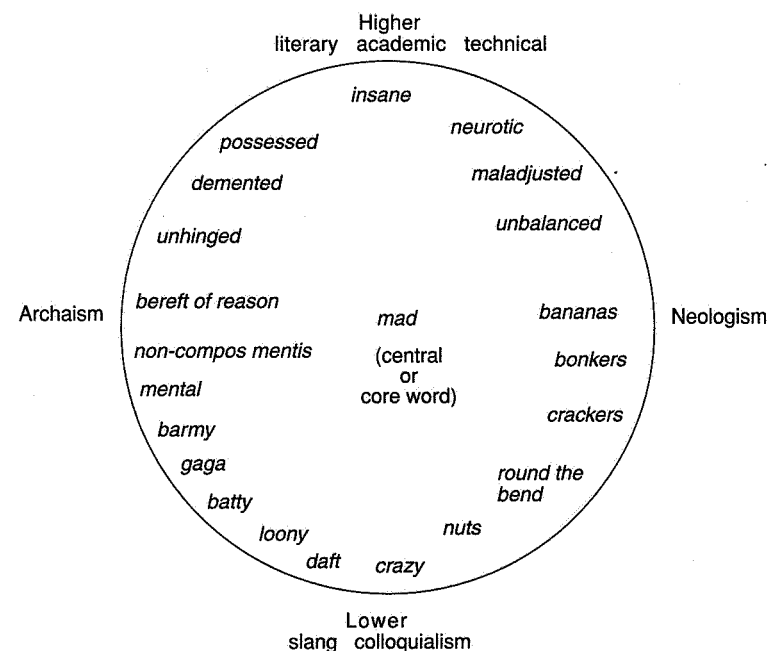 Higher
literary academic technical
insane
neurotic
possessed
maladjusted
demented
unbalanced
unhinged
bereft of reason
Archaism
mad
bananas
Neologism
non-compos mentis
(central
or
core word)
bonkers
mental
crackers
barmy
gaga
round the
bend
batty
nuts
loony
daft
crazy
Lower
slang colloquialism